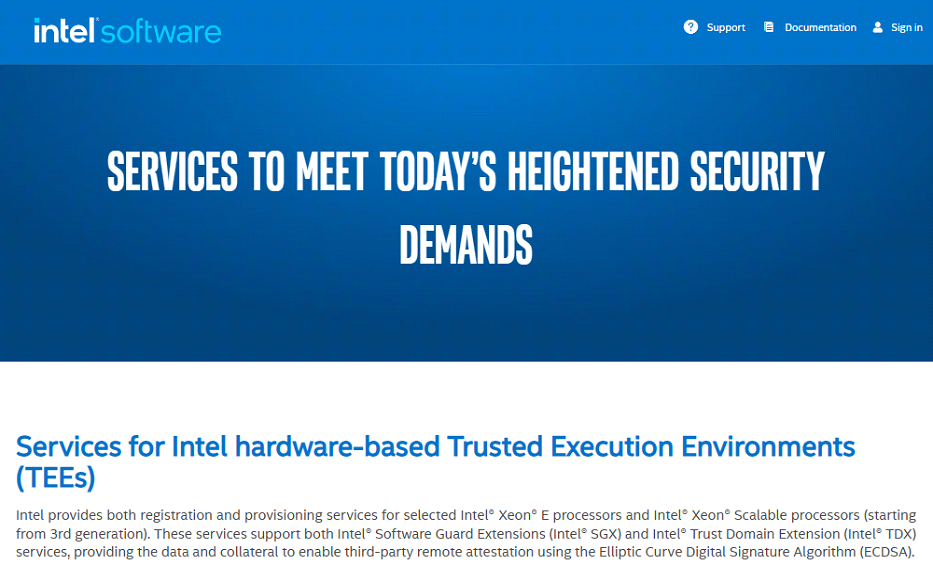 intel software
Support Documentation Sign in
SERVICES TO MEET TODAY'S HEIGHTENED SECURITY
DEMANDS
Services for Intel hardware-based Trusted Execution Environments
(TEEs)
Intel provides both registration and provisioning services for selected Intel® Xeon® E processors and Intel® Xeon® Scalable processors (starting
from 3rd generation). These services support both Intel® Software Guard Extensions (Intel® SGX) and Intel® Trust Domain Extension (Intel® TDX)
services, providing the data and collateral to enable third-party remote attestation using the Elliptic Curve Digital Signature Algorithm (ECDSA).